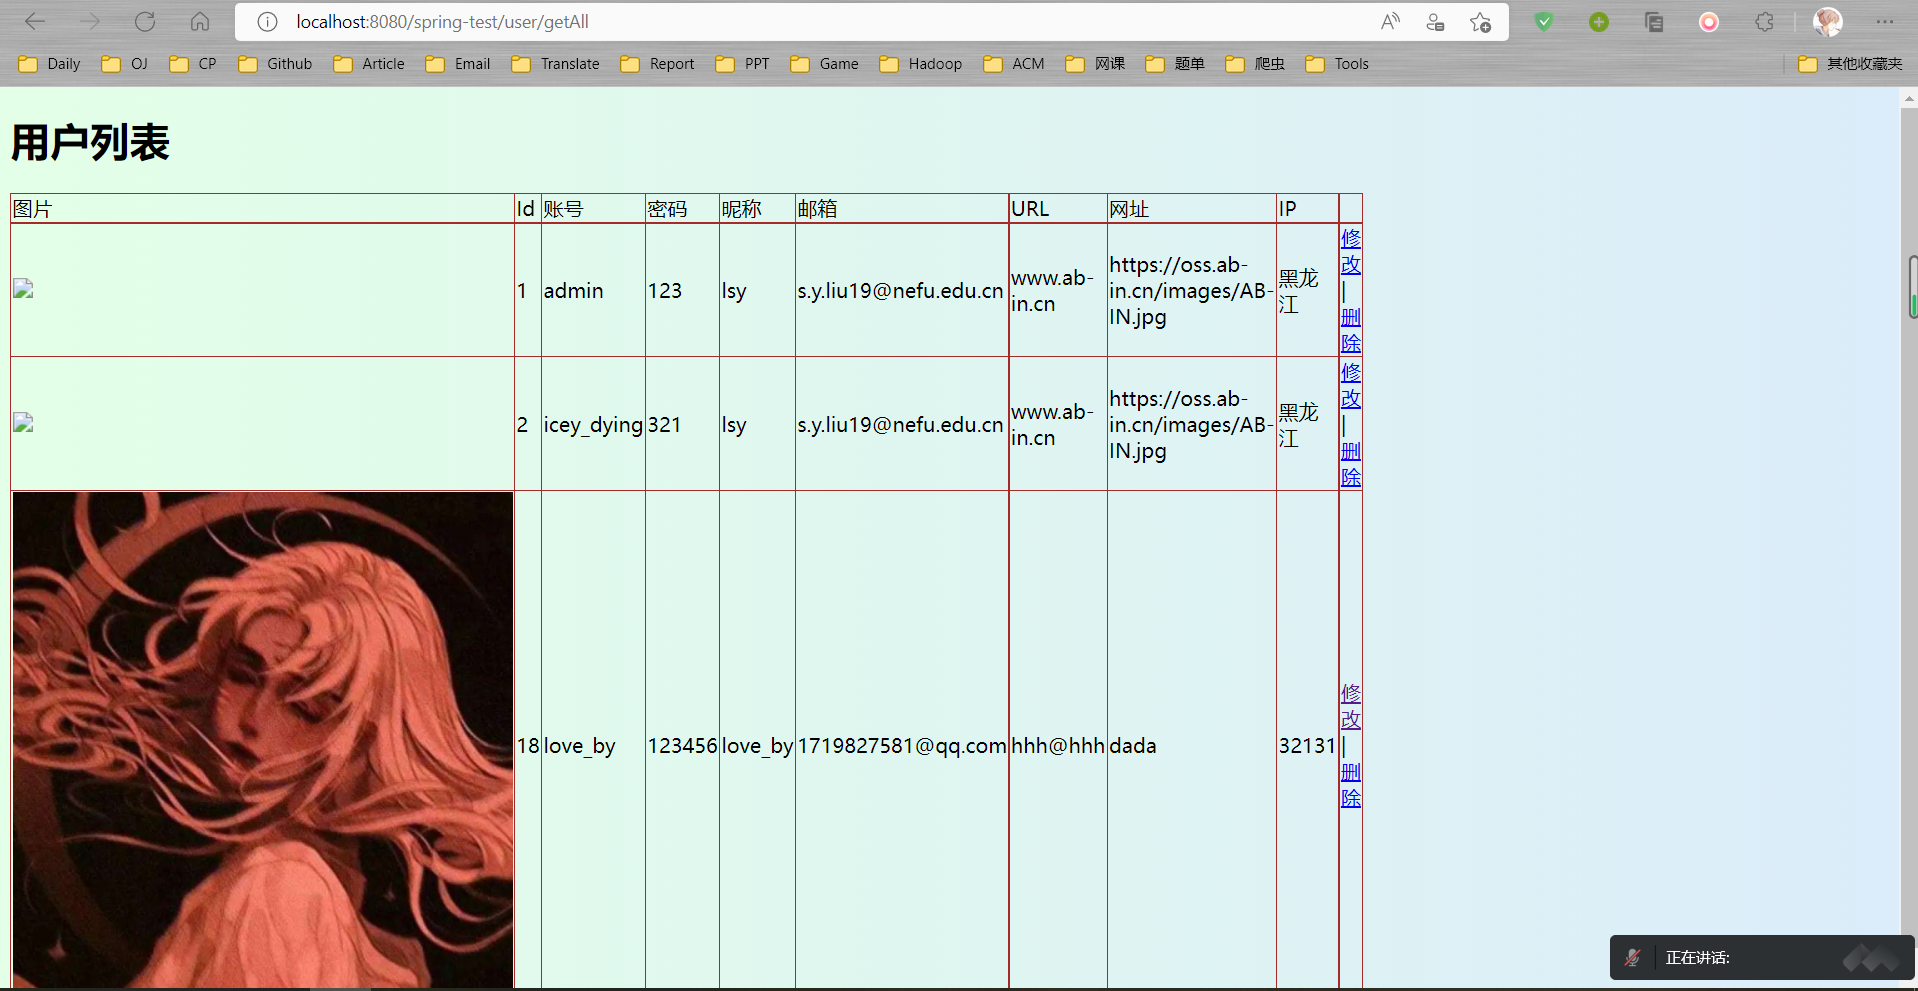 localhost:8080/spring-test/user/getAll
Daily OJ CP Github Article Email Translate Report PPT Game Hadoop ACM 网课 题单 爬虫 Tools 其他收藏夹
用户列表
图片 Id 账号 密码 昵称 邮箱 URL 网址 IP
1 admin 123 lsy s.y.liu19@nefu.edu.cn www.ab-
in.cn https://oss.ab-
in.cn/images/AB-
IN.jpg 黑龙
江 修
改
|
删
除
2 icey_dying 321 lsy s.y.liu19@nefu.edu.cn www.ab-
in.cn https://oss.ab-
in.cn/images/AB-
IN.jpg 黑龙
江 修
改
|
删
除
18 love_by 123456 love_by 1719827581@qq.com hhh@hhh dada 32131 修
改
|
删
除
正在讲话: